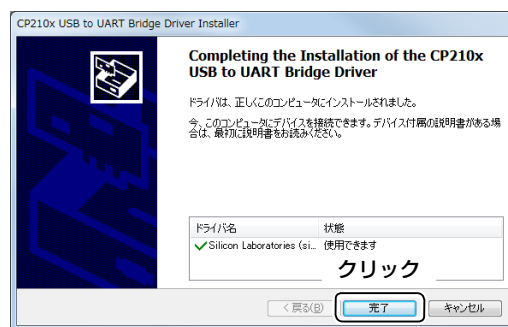 CP210x USB to UART Bridge Driver Installer
Completing the Installation of the CP210x
USB to UART Bridge Driver
ドライバは、正しくこのコンピュータにインストールされました。
今、このコンピュータにデバイスを接続できます。デバイス付属の説明書がある場
合は、最初に説明書をお読みください。
ドライバ名 状態
Silicon Laboratories (si... 使用できます
クリック
< 戻る(B) 完了 キャンセル